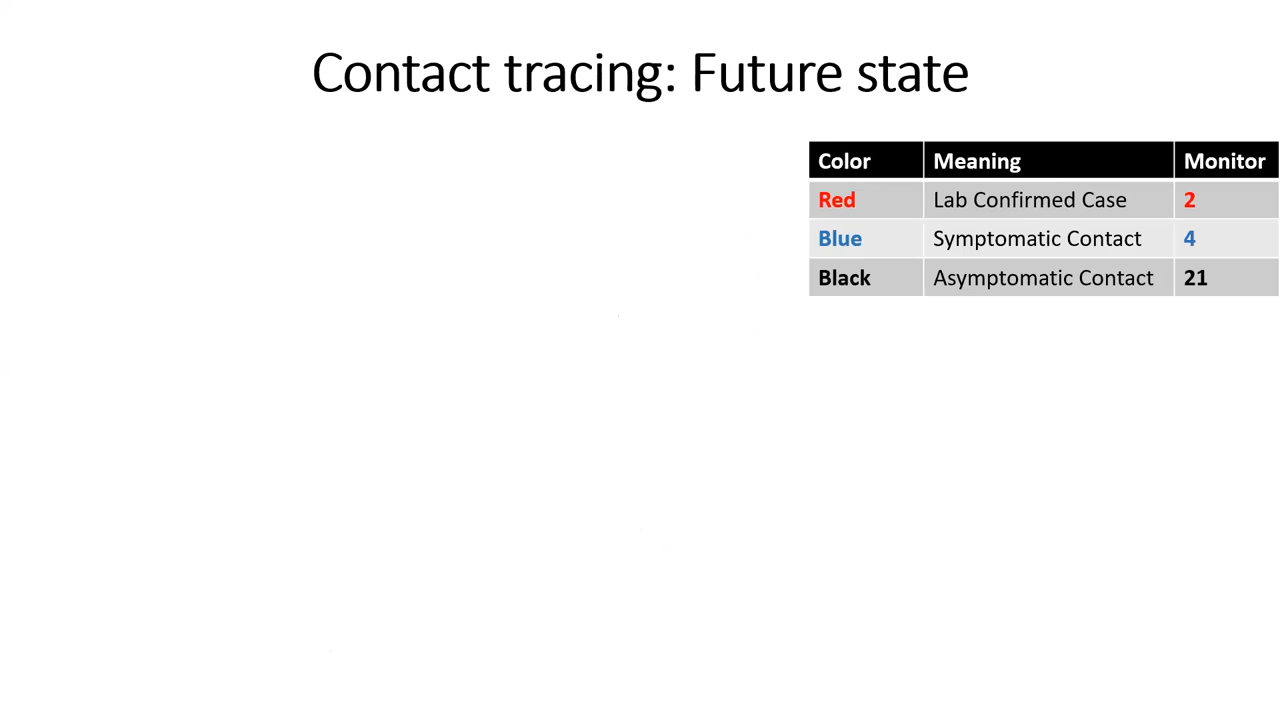 Contact tracing: Future state
Color Meaning Monitor
Red Lab Confirmed Case 2
Blue Symptomatic Contact 4
Black Asymptomatic Contact 21